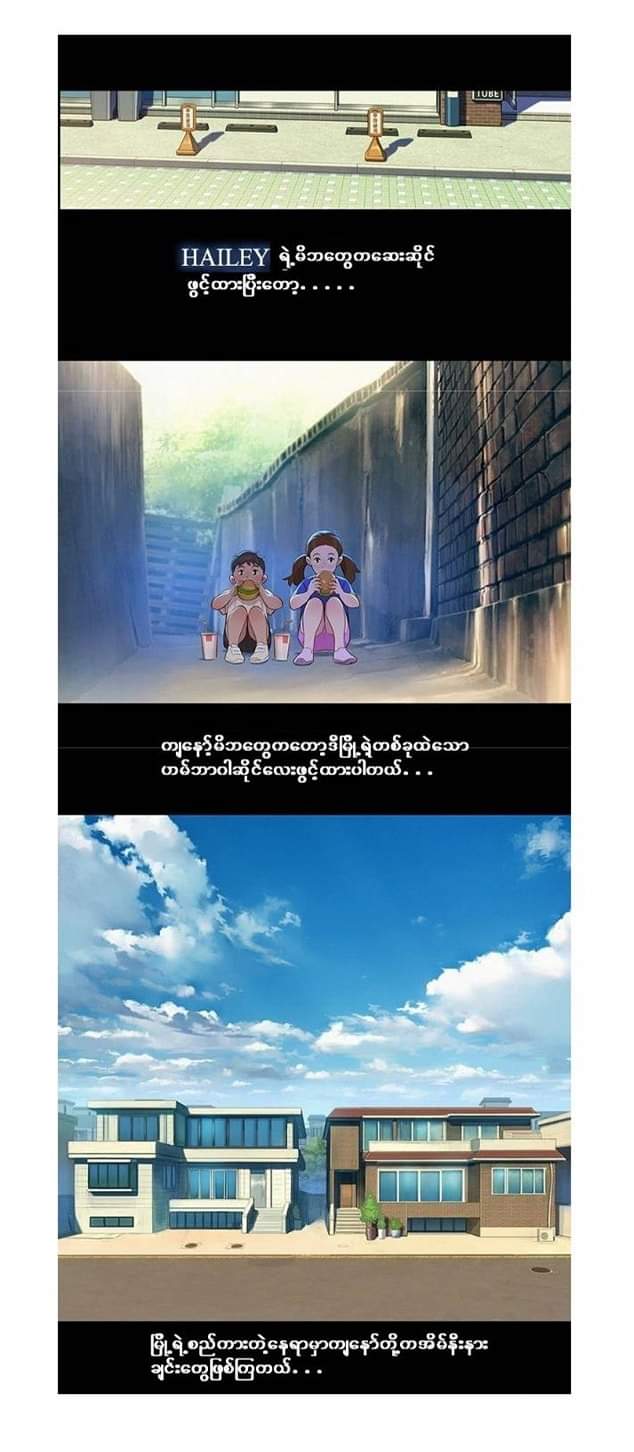 TUBE
HAILEY ရဲ့မိဘတွေကဆေးဆိုင်
ဖွင့်ထားပြီးတော့. . . . .
ကျနော့်မိဘတွေကတော့ဒီမြို့ရဲ့တစ်ခုထဲသော
ဟမ်ဘာဂါဆိုင်လေးဖွင့်ထားပါတယ်. . .
မြို့ရဲ့စည်ကားတဲ့နေရာမှာကျနော်တို့တအိမ်နီးနား
ချင်းတွေဖြစ်ကြတယ်. . .